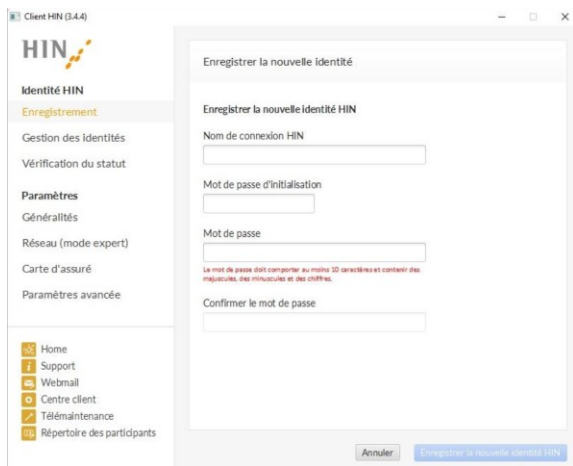 Client HIN (3.4.4)
HIN
Identité HIN
Enregistrement
Gestion des identités
Vérification du statut
Paramètres
Généralités
Réseau (mode expert)
Carte d'assuré
Paramètres avancée
Home
Support
Webmail
Centre client
Télémaintenance
Répertoire des participants
Enregistrer la nouvelle identité
Enregistrer la nouvelle identité HIN
Nom de connexion HIN
Mot de passe d'initialisation
Mot de passe
Le mot de passe doit comporter au moins 10 caractères et contenir des
majuscules, des minuscules et des chiffres.
Confirmer le mot de passe
Annuler
Enregistrer la nouvelle identité HIN